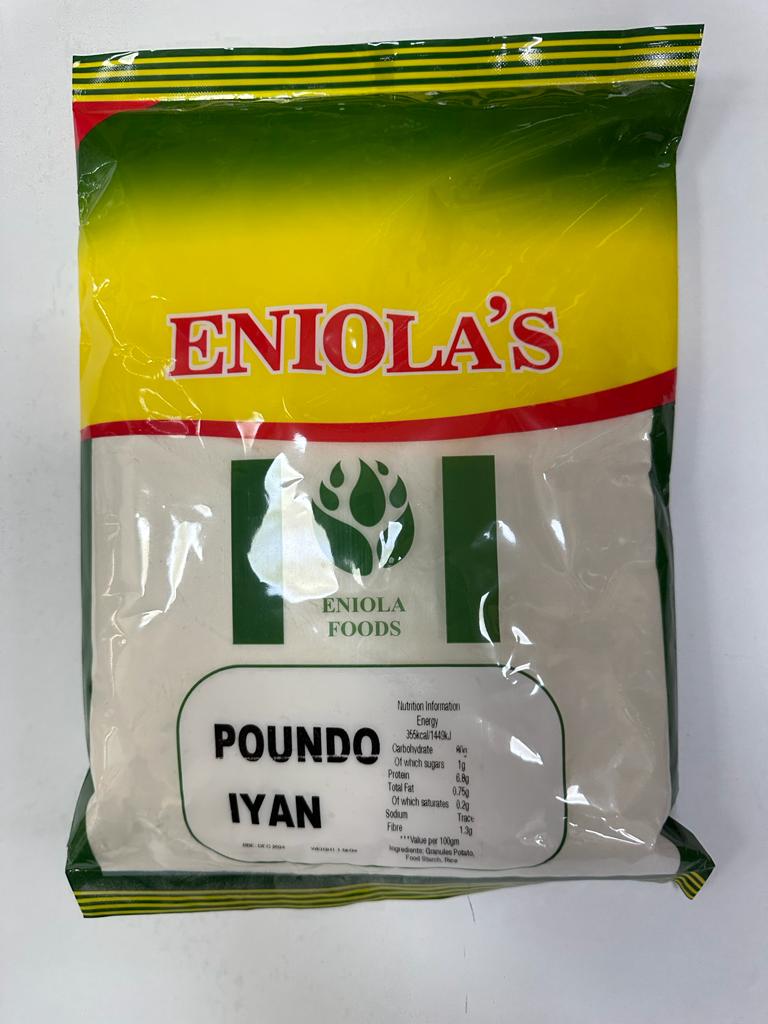 ENIOLA'S
ENIOLA
FOODS
POUNDO
IYAN
Nutrition Information
Energy
355kcal/1449kJ
Carbohydrate 80g
Of which sugars 1g
Protein 6.8g
Total Fat 0.75g
Of which saturates 0.2g
Sodium Trace
Fibre 1.3g
***Value per 100gm
Ingredients: Granules Potato,
Food Starch, Rice